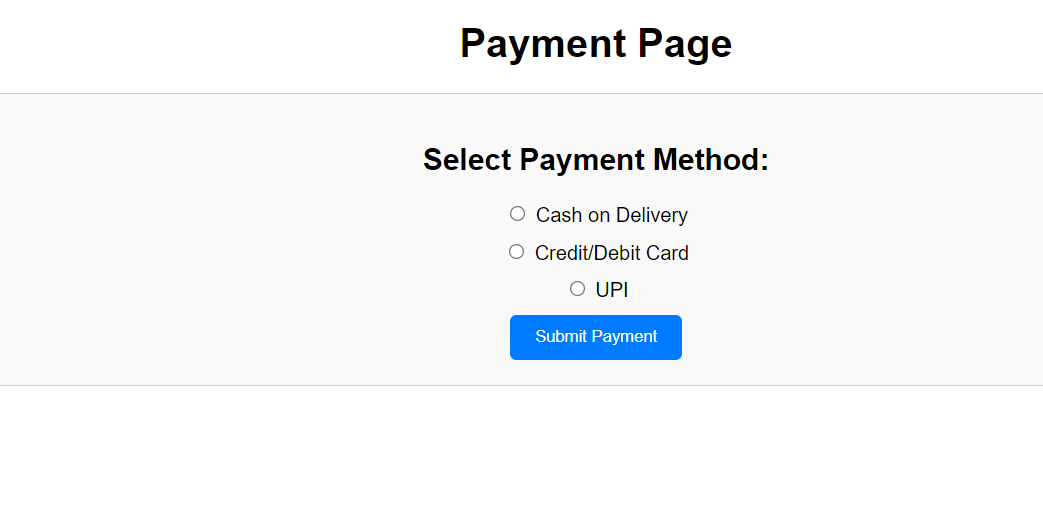 Payment Page
Select Payment Method:
Cash on Delivery
Credit/Debit Card
UPI
Submit Payment